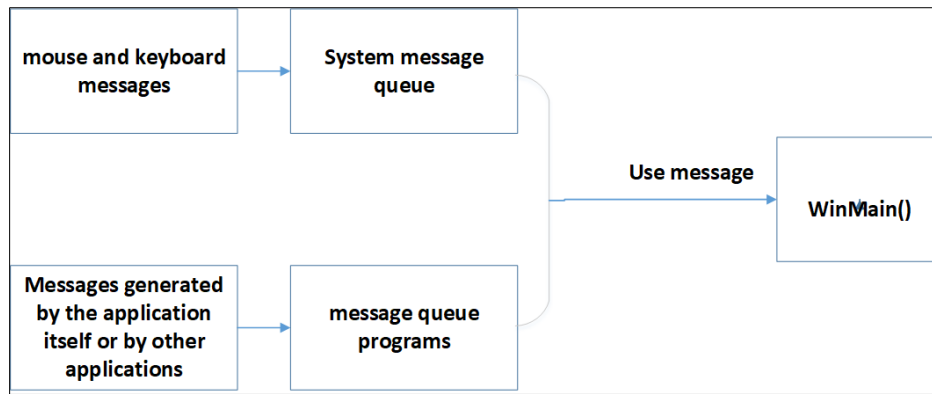 mouse and keyboard
messages
System message
queue
Use message
WinMain()
Messages generated
by the application
itself or by other
applications
message queue
programs